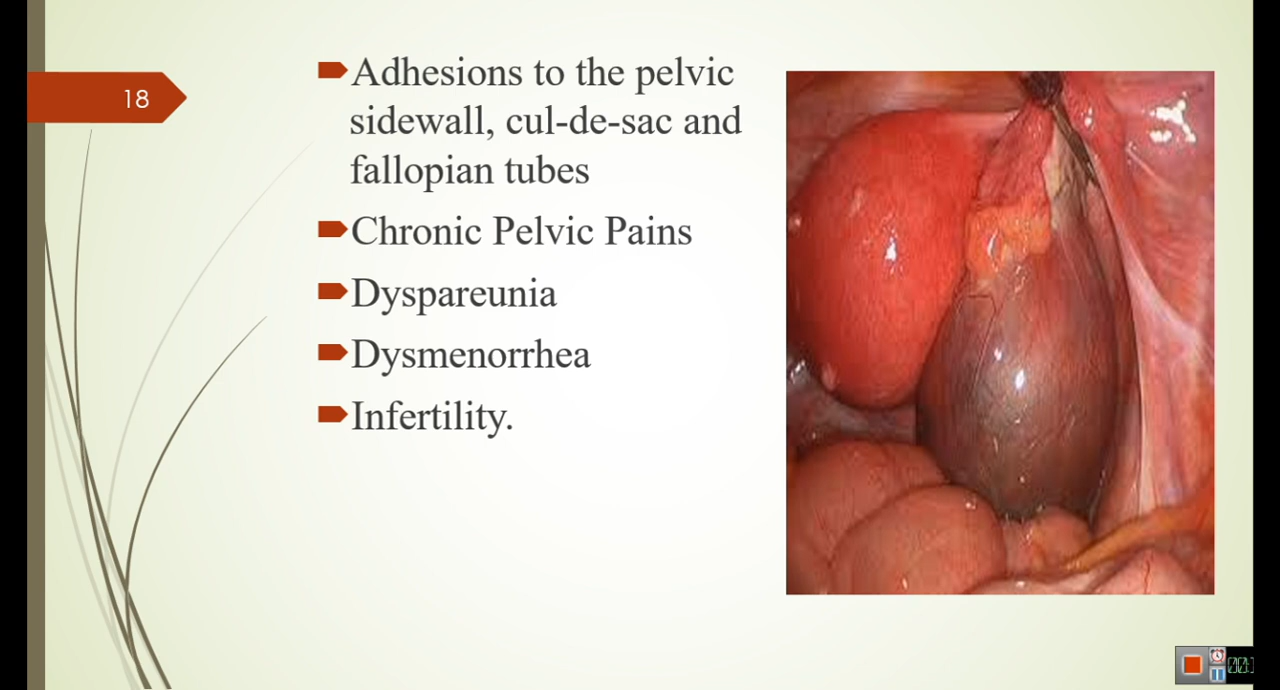 18
Adhesions to the pelvic
sidewall, cul-de-sac and
fallopian tubes
Chronic Pelvic Pains
Dyspareunia
Dysmenorrhea
Infertility.